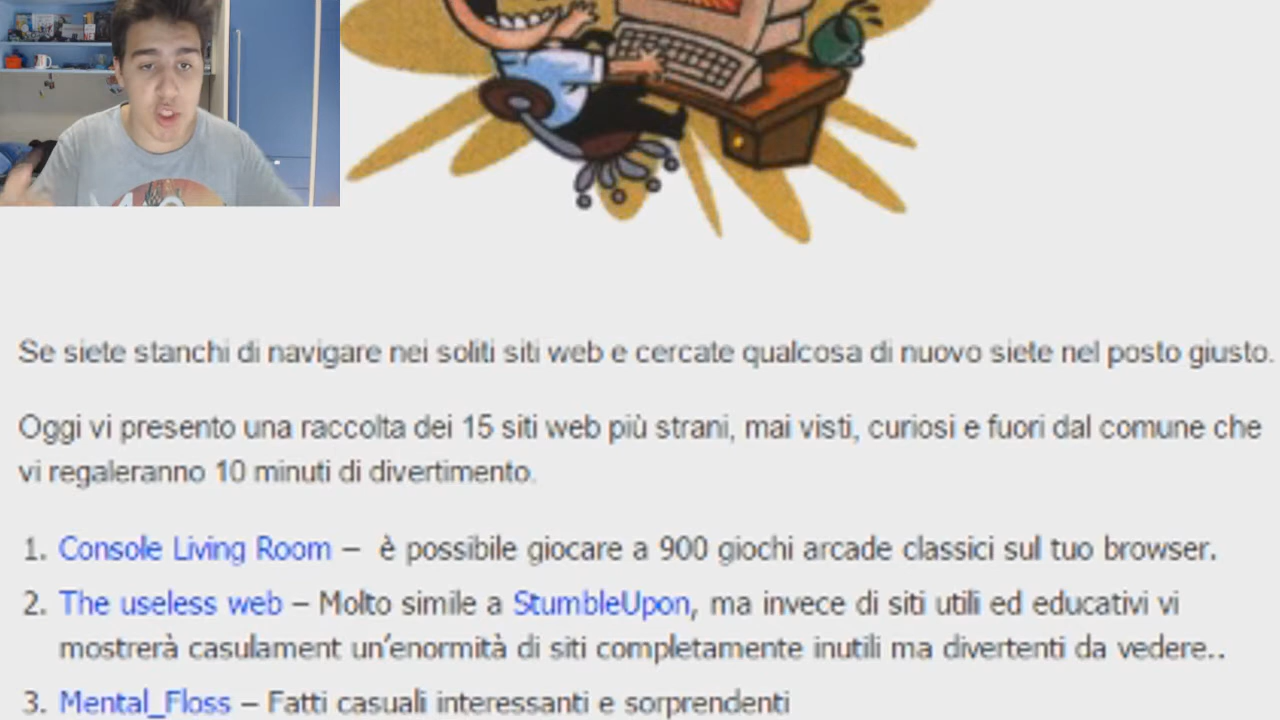 Se siete stanchi di navigare nei soliti siti web e cercate qualcosa di nuovo siete nel posto giusto.
Oggi vi presento una raccolta dei 15 siti web più strani, mai visti, curiosi e fuori dal comune che
vi regaleranno 10 minuti di divertimento.
1. Console Living Room – è possibile giocare a 900 giochi arcade classici sul tuo browser.
2. The useless web – Molto simile a StumbleUpon, ma invece di siti utili ed educativi vi
mostrerà casulament un'enormità di siti completamente inutili ma divertenti da vedere..
3. Mental_Floss – Fatti casuali interessanti e sorprendenti